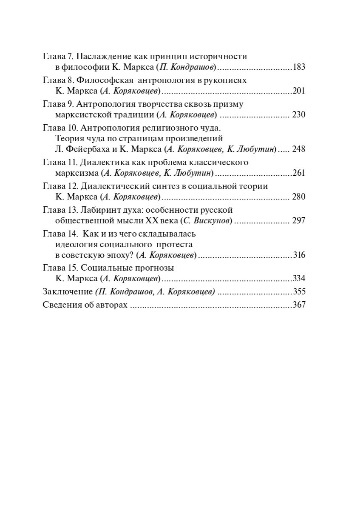 Глава 7. Наслаждение как принцип историчности
в философии К. Маркса (П. Кондрашов)..............................183
Глава 8. Философская антропология в рукописях
К. Маркса (А. Коряковцев) ..............................................201
Глава 9. Антропология творчества сквозь призму
марксистской традиции (А. Коряковцев) ............................ 230
Глава 10. Антропология религиозного чуда.
Теория чуда по страницам произведений
Л. Фейербаха и К. Маркса (А. Коряковцев, К. Любутин) ..... 248
Глава 11. Диалектика как проблема классического
марксизма (А. Коряковцев, К. Любутин)............................261
Глава 12. Диалектический синтез в социальной теории
К. Маркса (А. Коряковцев) .............................................. 280
Глава 13. Лабиринт духа: особенности русской
общественной мысли XX века (С. Вискунов) ..................... 297
Глава 14. Как и из чего складывалась
идеология социального протеста
в советскую эпоху? (А. Коряковцев)...................................316
Глава 15. Социальные прогнозы
К. Маркса (А. Коряковцев)...............................................334
Заключение (П. Кондрашов, А. Коряковцев) ............................355
Сведения об авторах ..........................................................367